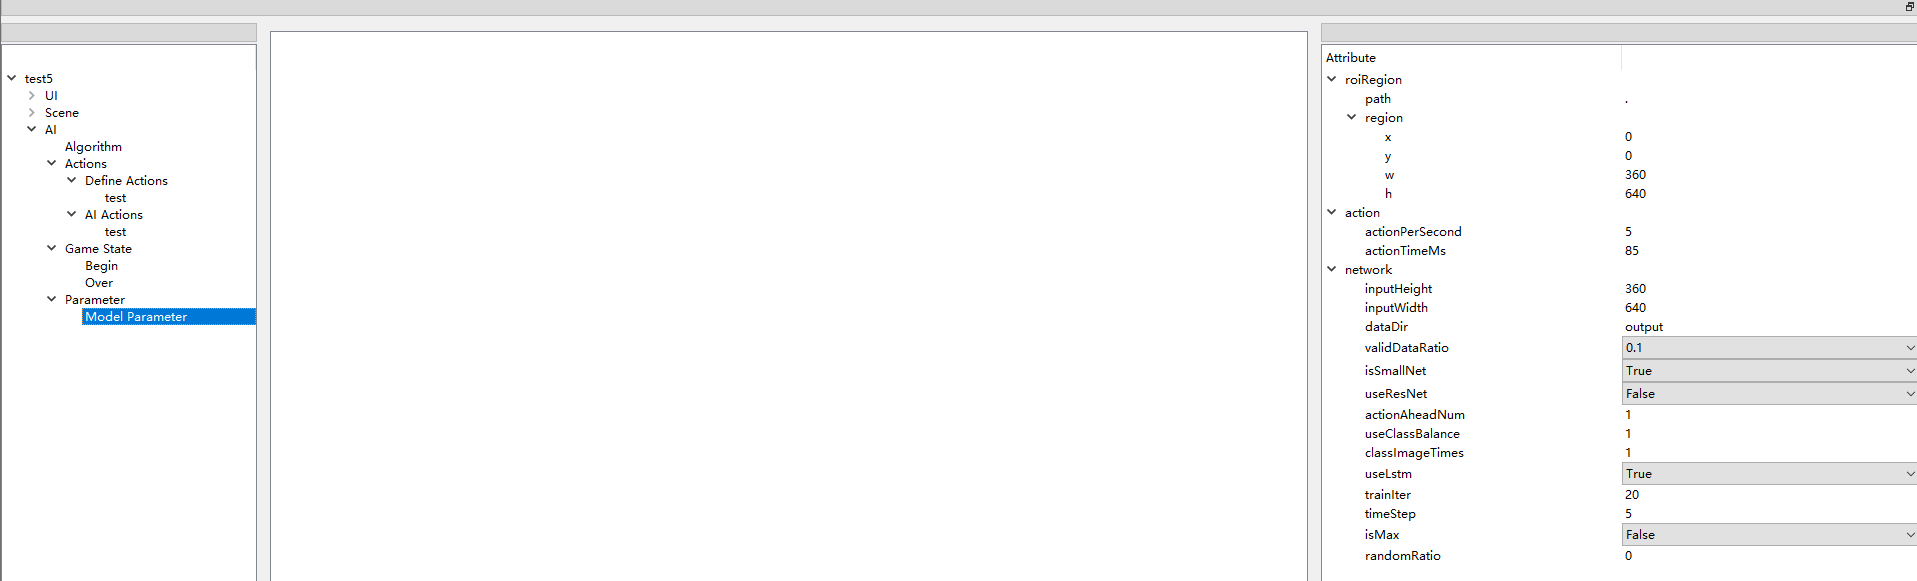 test5
UI
Scene
AI
Algorithm
Actions
Define Actions
test
AI Actions
test
Game State
Begin
Over
Parameter
Model Parameter
Attribute
roiRegion
path .
region
x 0
y 0
w 360
h 640
action
actionPerSecond 5
actionTimeMs 85
network
inputHeight 360
inputWidth 640
dataDir output
validDataRatio 0.1
isSmallNet True
useResNet False
actionAheadNum 1
useClassBalance 1
classImageTimes 1
useLstm True
trainIter 20
timeStep 5
isMax False
randomRatio 0